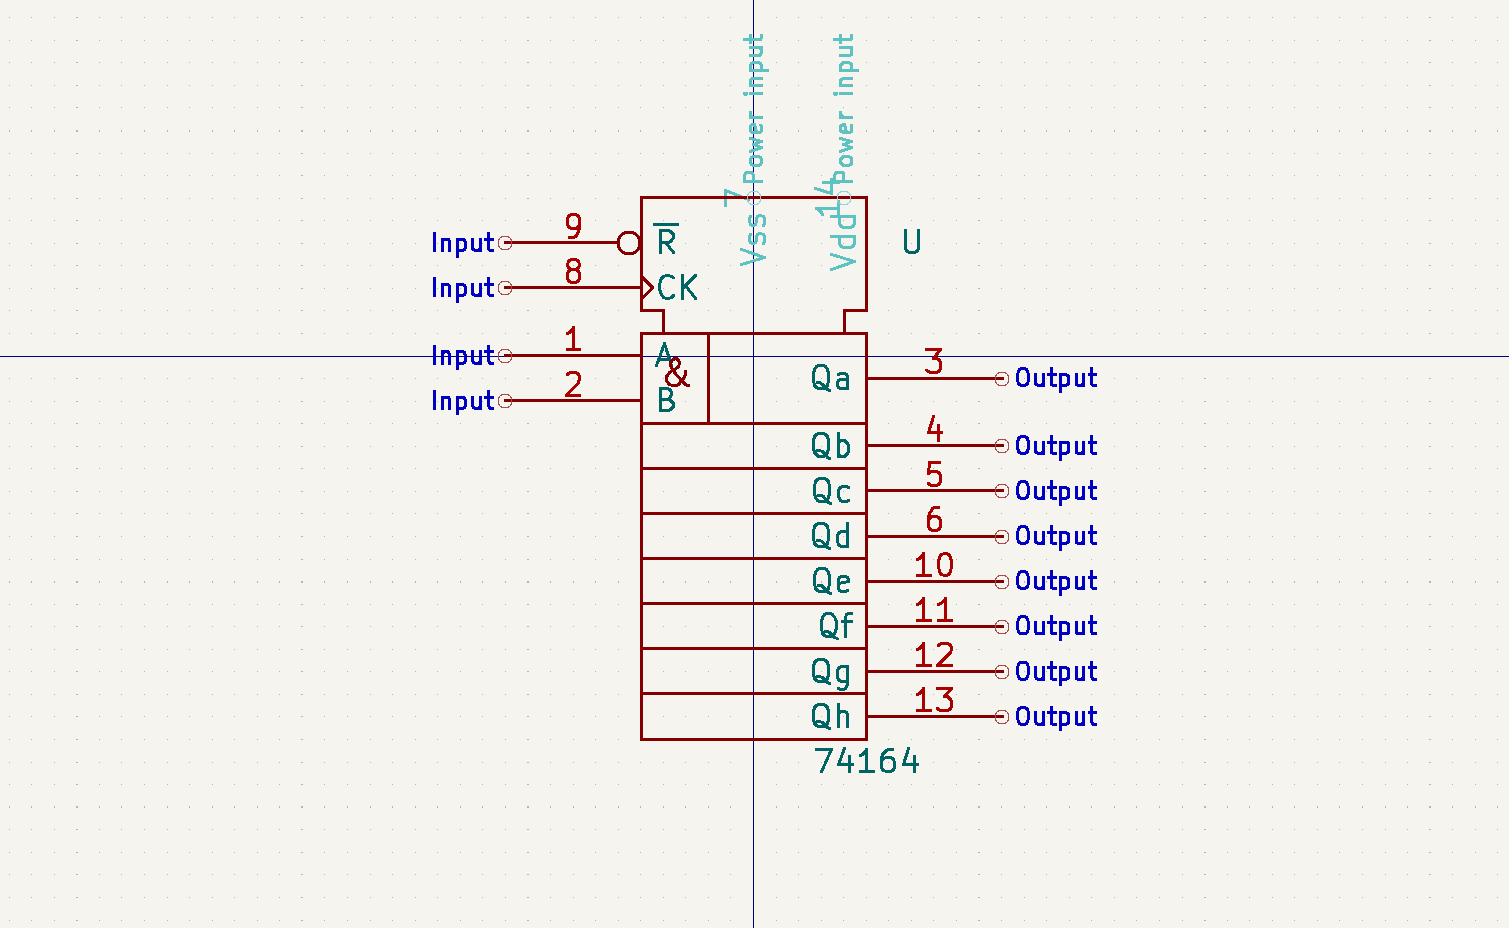 Power input
Power input
7
14
Vss
Vdd
U
Input 9 R
Input 8 CK
Input 1 A
&
Input 2 B
Qa 3 Output
Qb 4 Output
Qc 5 Output
Qd 6 Output
Qe 10 Output
Qf 11 Output
Qg 12 Output
Qh 13 Output
74164